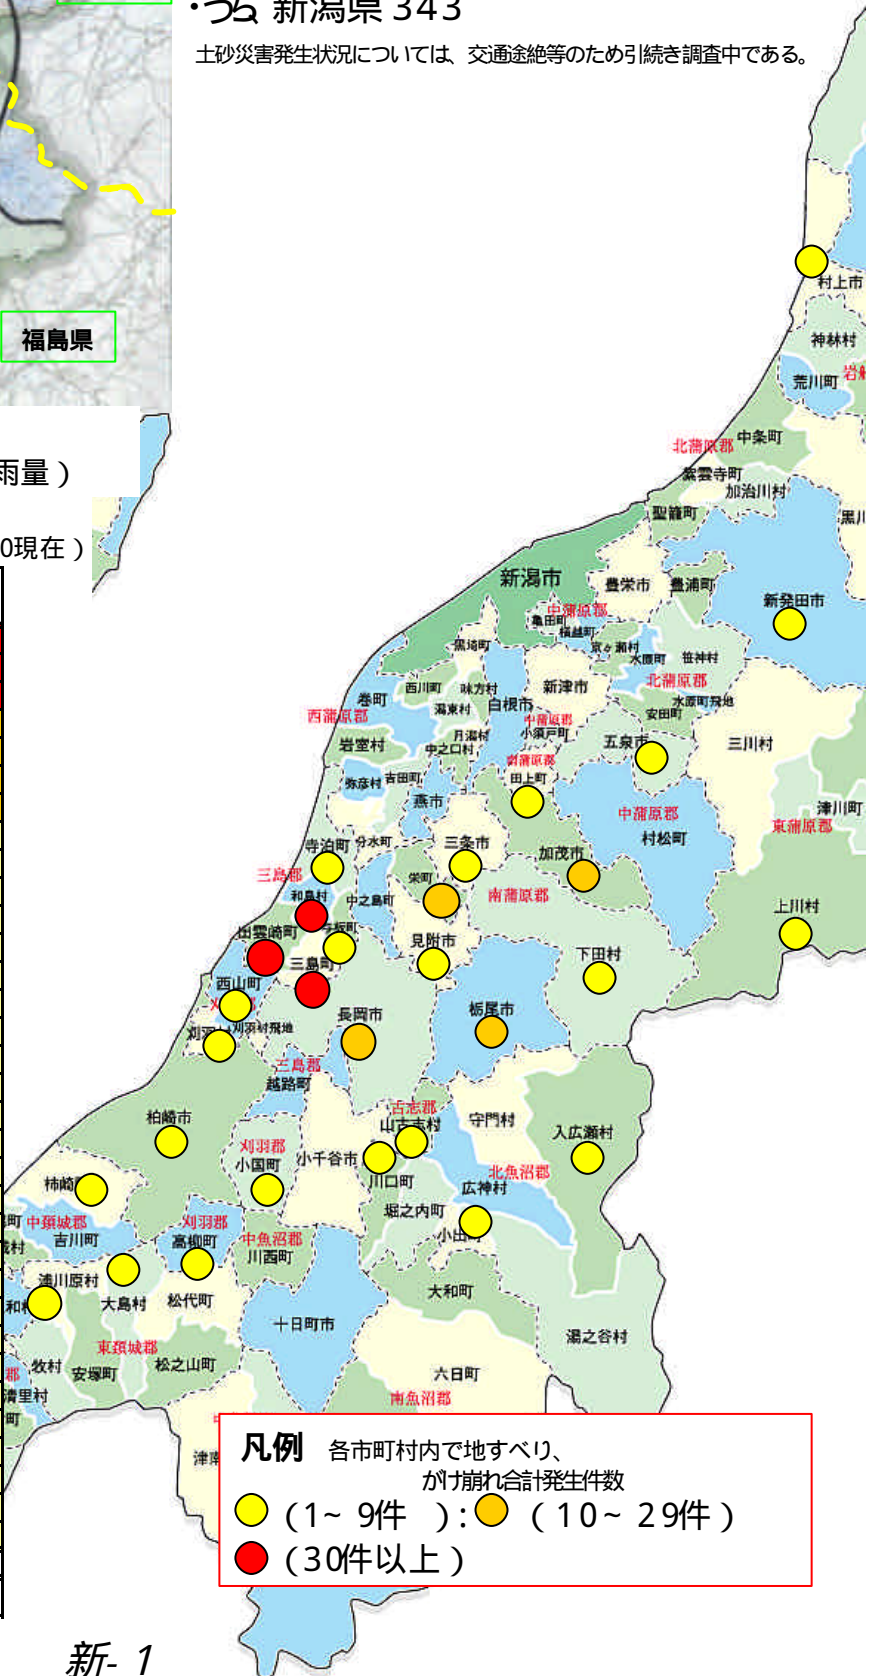 ・うち 新潟県 343
土砂災害発生状況については、交通途絶等のため引続き調査中である。
福島県
雨量）
0現在）
村上市
神林村
荒川町
中条町
北蒲原郡
紫雲寺町
加治川村
聖籠町
黒川
新潟市
豊栄市
豊浦町
新発田市
中蒲原郡
亀田町
横越町
京ヶ瀬村
水原町
笹神村
北蒲原郡
水原町飛地
安田町
黒埼町
新津市
西川町
味方村
白根市
巻町
潟東村
西蒲原郡
中蒲原郡
小須戸町
月潟村
中之口村
岩室村
五泉市
三川村
南蒲原郡
田上町
弥彦村
吉田町
燕市
中蒲原郡
村松町
津川町
東蒲原郡
寺泊町
分水町
三条市
加茂市
三島郡
栄町
和島村
中之島町
南蒲原郡
上川村
出雲崎町
与板町
見附市
三島町
下田村
西山町
長岡市
栃尾市
刈羽村飛地
三島郡
越路町
古志郡
山古志村
守門村
入広瀬村
柏崎市
刈羽郡
小国町
小千谷市
川口町
北魚沼郡
広神村
堀之内町
中頚城郡
吉川町
刈羽郡
高柳町
中魚沼郡
川西町
小出
浦川原村
大島村
松代町
大和町
十日町市
湯之谷村
東頚城郡
牧村
安塚町
松之山町
六日町
清里村
南魚沼郡
津南
凡例 各市町村内で地すべり、
がけ崩れ合計発生件数
（1~ 9件 ）:（10~ 29件）
（30件以上）
新- 1